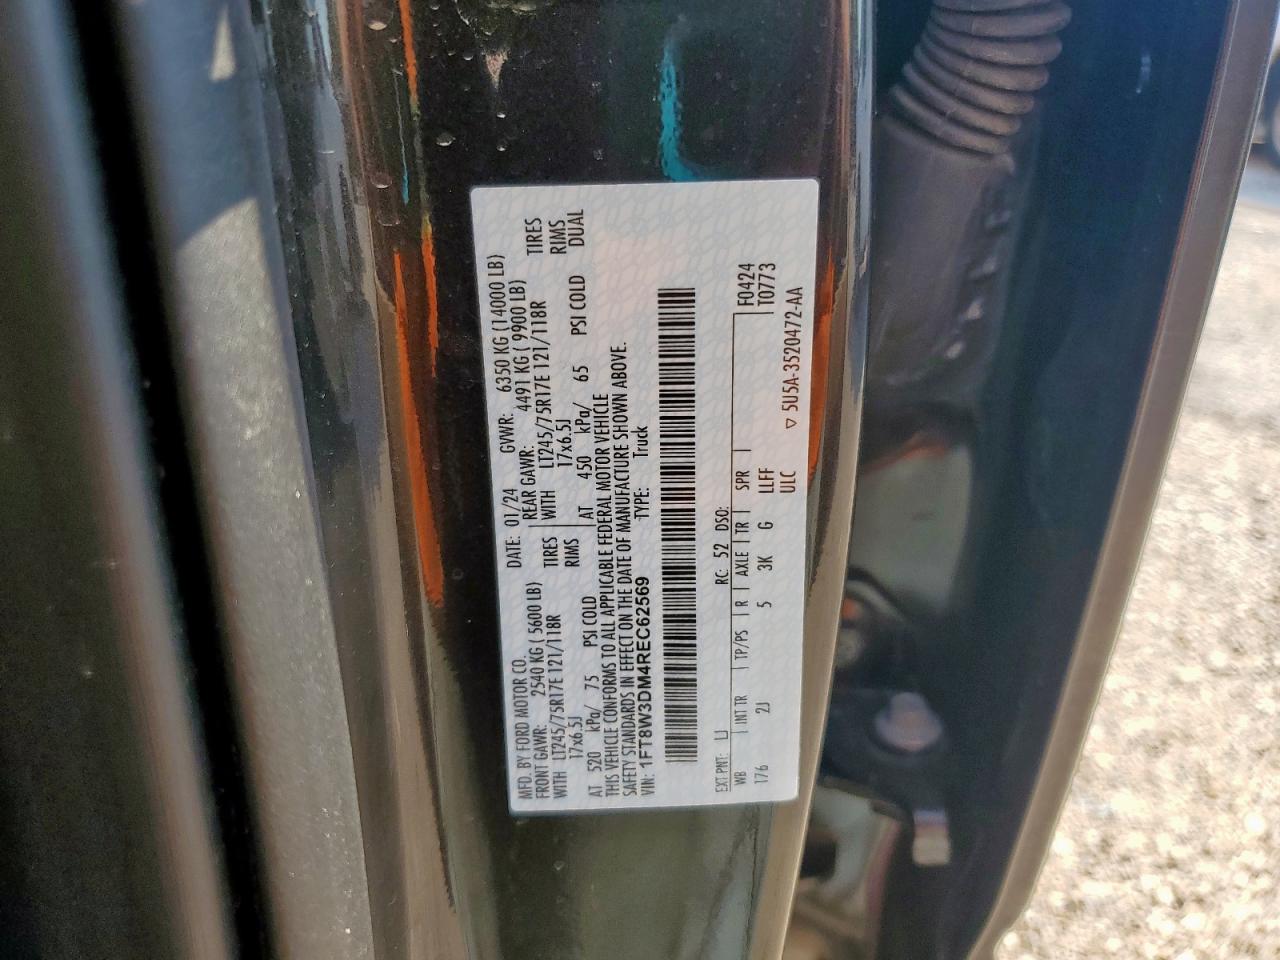 MFD. BY FORD MOTOR CO. DATE: 01/24 GVWR: 6350 KG (14000 LB)
FRONT GAWR: 2540 KG ( 5600 LB) REAR GAWR: 4491 KG ( 9900 LB)
WITH LT245/75R17E 121/118R TIRES WITH LT245/75R17E 121/118R TIRES
17x6.5J RIMS 17x6.5J RIMS
AT 520 kPa/ 75 PSI COLD AT 450 kPa/ 65 PSI COLD DUAL
THIS VEHICLE CONFORMS TO ALL APPLICABLE FEDERAL MOTOR VEHICLE
SAFETY STANDARDS IN EFFECT ON THE DATE OF MANUFACTURE SHOWN ABOVE.
VIN: 1FT8W3DM4REC62569 TYPE: Truck
EXT PNT: LJ RC: 52 DSO: F0424
WB INT TR TP/PS R AXLE TR SPR T0773
176 2J 5 3K G LLFF
ULC ▽ 5U5A-3520472-AA